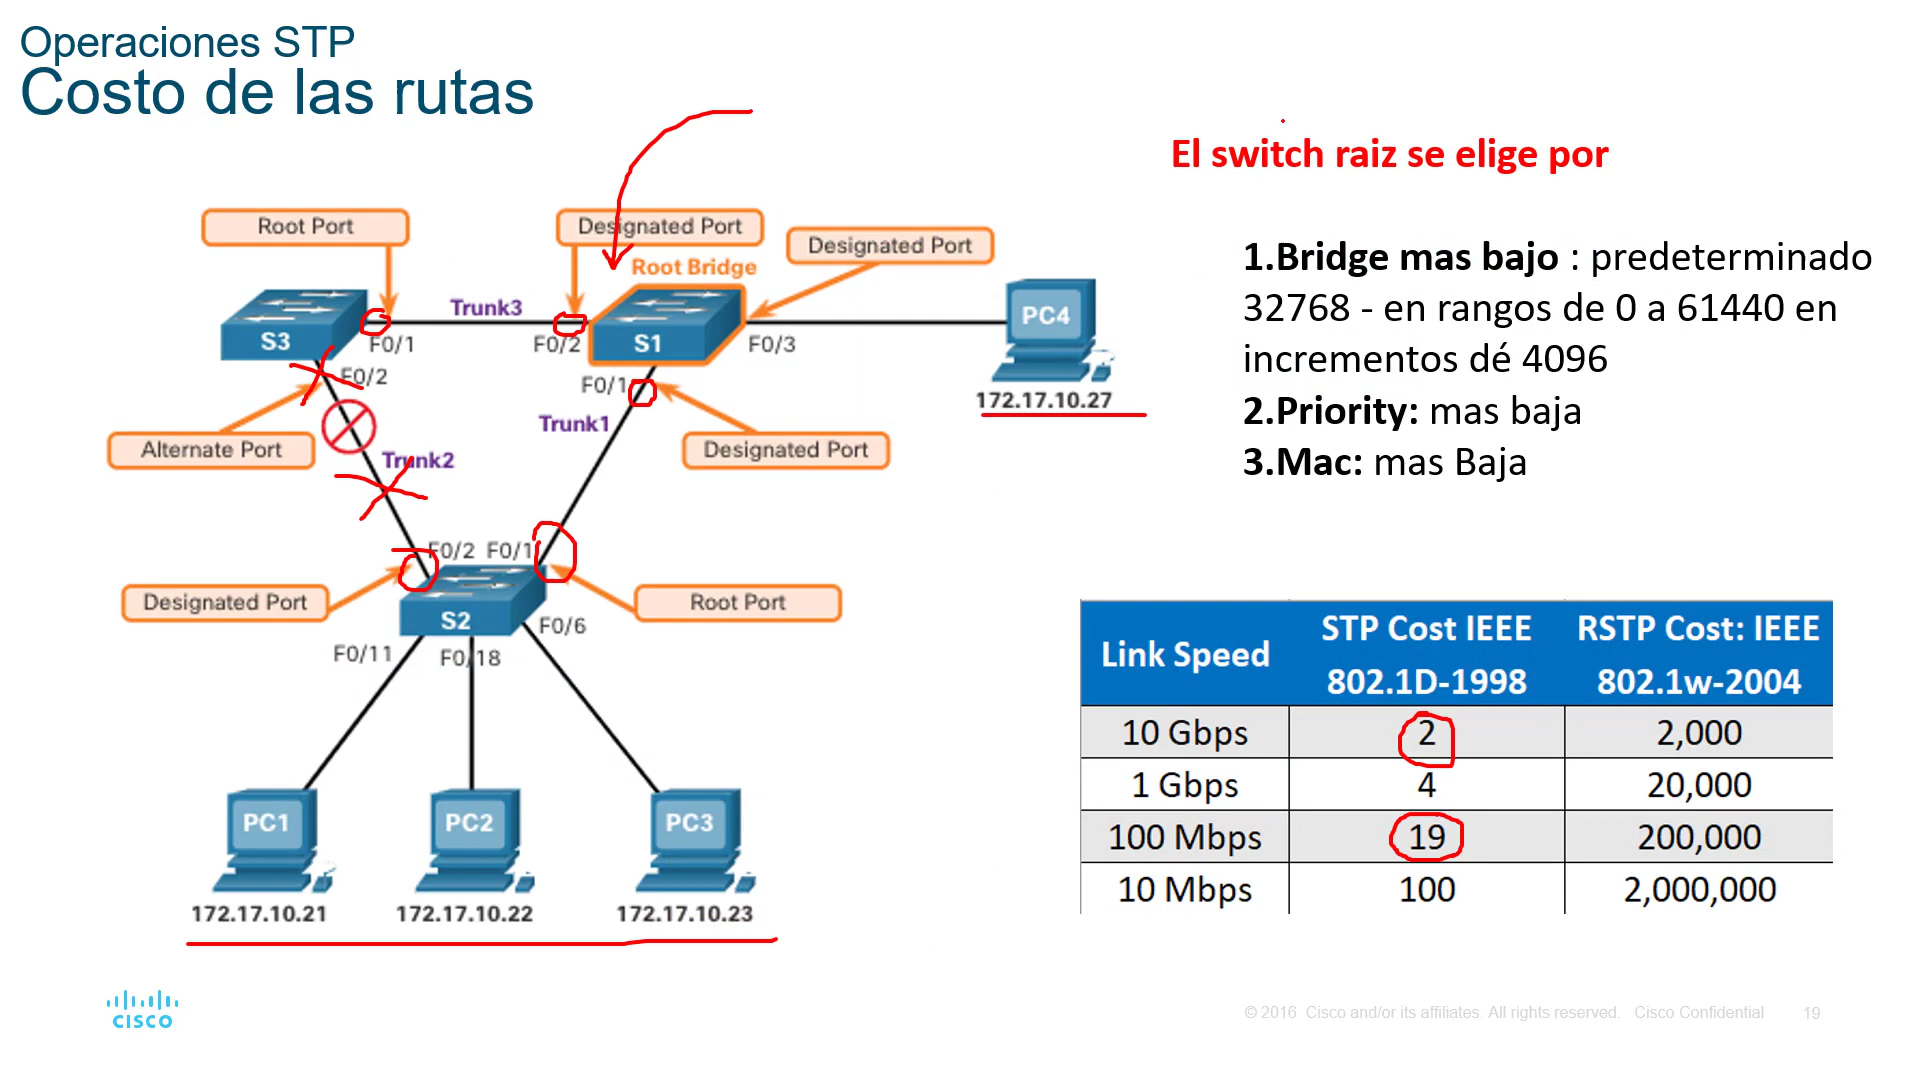 Operaciones STP
Costo de las rutas
El switch raiz se elige por
1.Bridge mas bajo : predeterminado
32768 - en rangos de 0 a 61440 en
incrementos dé 4096
2.Priority: mas baja
3.Mac: mas Baja
Root Port
Designated Port
Designated Port
Root Bridge
Trunk3
S3
F0/1
F0/2
S1
F0/3
PC4
F0/2
F0/1
172.17.10.27
Trunk1
Alternate Port
Designated Port
Trunk2
F0/2 F0/1
Designated Port
Root Port
S2
F0/6
F0/11
F0/18
PC1
PC2
PC3
172.17.10.21
172.17.10.22
172.17.10.23
Link Speed
STP Cost IEEE
802.1D-1998
RSTP Cost: IEEE
802.1w-2004
10 Gbps 2 2,000
1 Gbps 4 20,000
100 Mbps 19 200,000
10 Mbps 100 2,000,000
CISCO
© 2016 Cisco and/or its affiliates. All rights reserved. Cisco Confidential
19